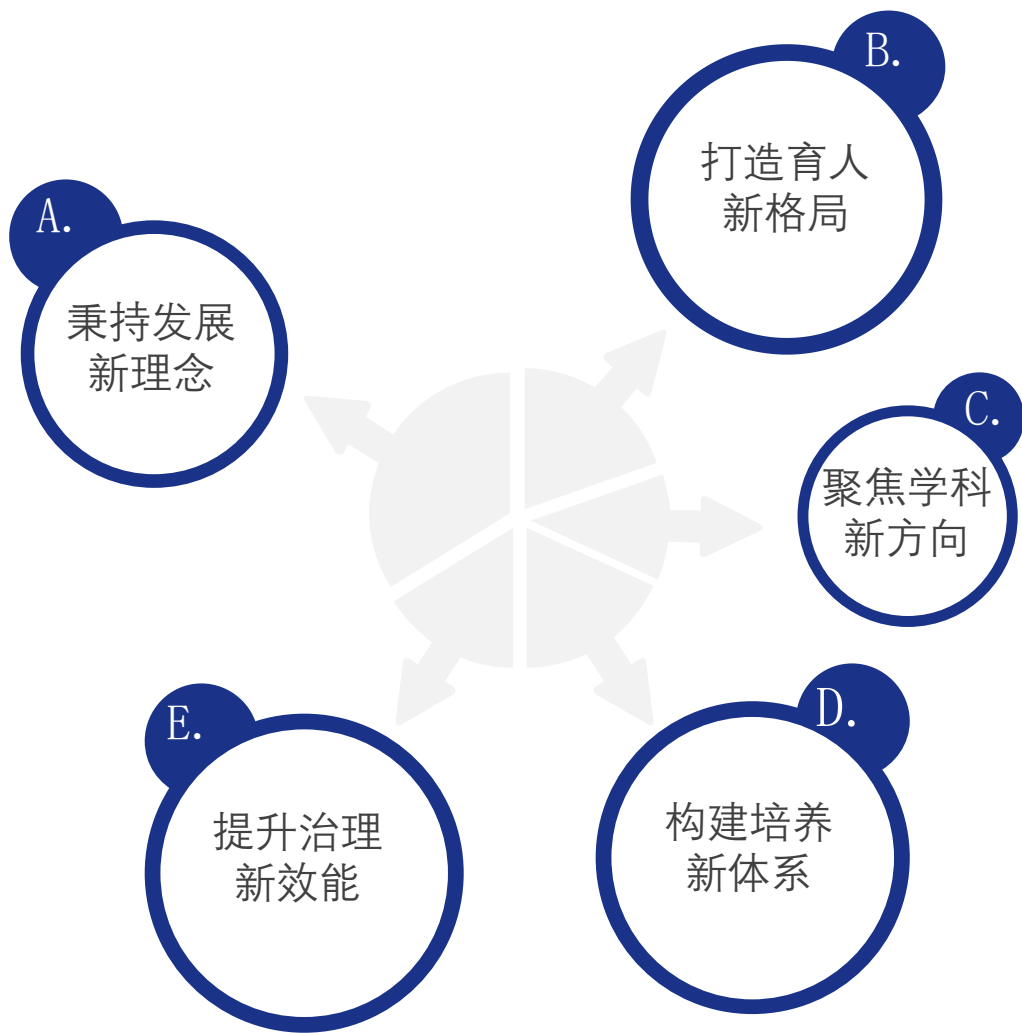 A.
秉持发展
新理念
B.
打造育人
新格局
C.
聚焦学科
新方向
D.
构建培养
新体系
E.
提升治理
新效能